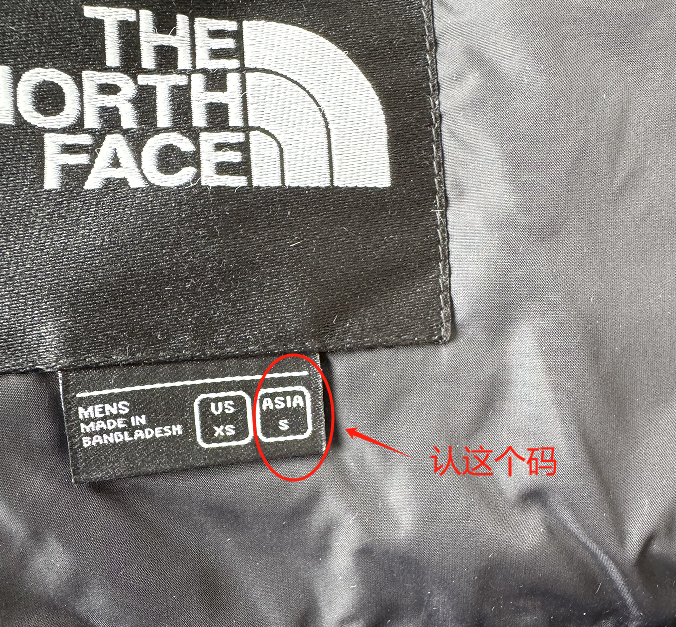 THE
NORTH
FACE
MENS
MADE IN
BANGLADESH
US
XS
ASIA
S
认这个码